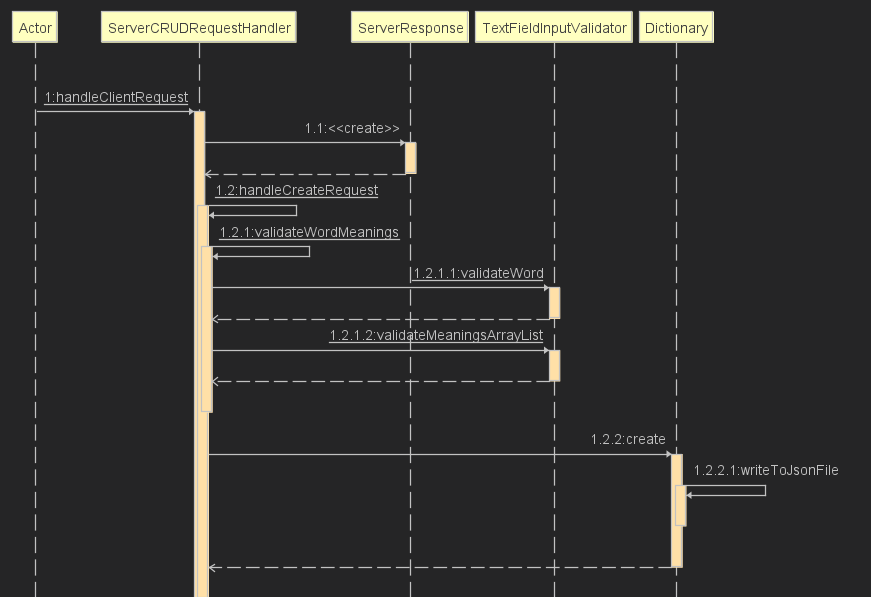 Actor
ServerCRUDRequestHandler
ServerResponse
TextFieldInputValidator
Dictionary
1:handleClientRequest
1.1:<<create>>
1.2:handleCreateRequest
1.2.1:validateWordMeanings
1.2.1.1:validateWord
1.2.1.2:validateMeaningsArrayList
1.2.2:create
1.2.2.1:writeToJsonFile